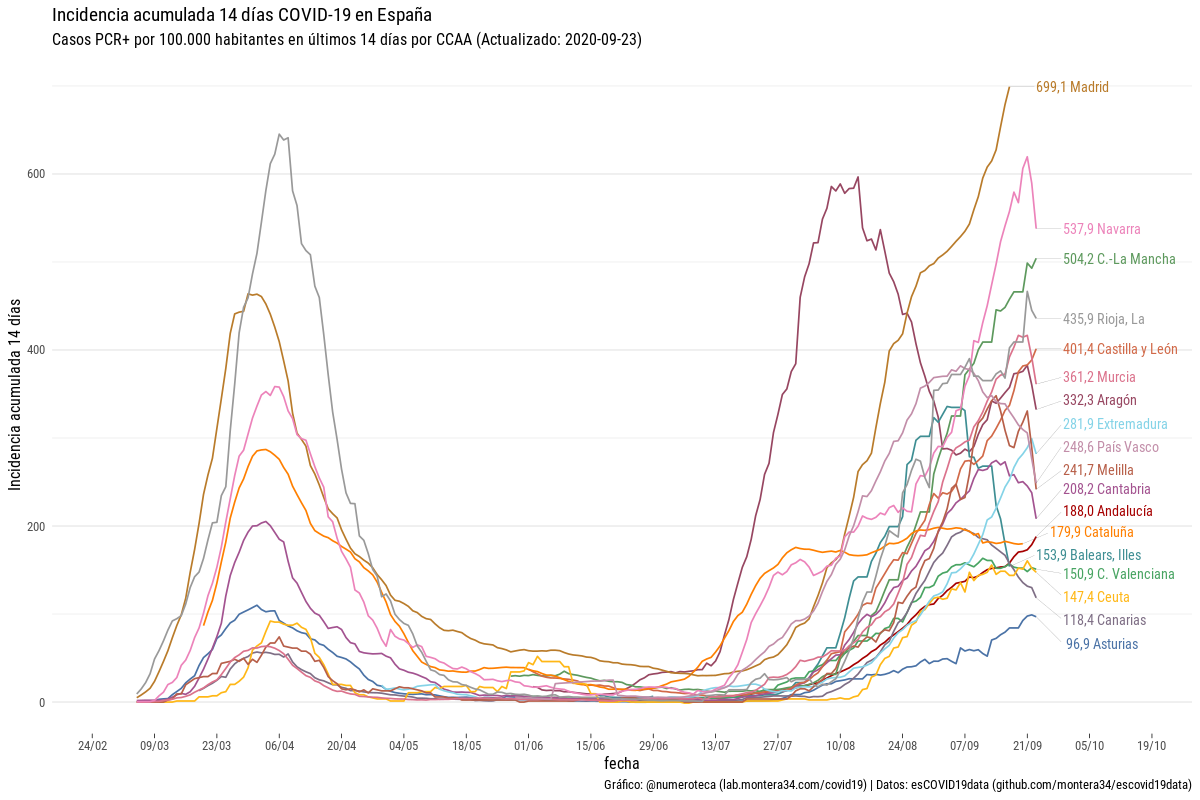 Incidencia acumulada 14 días COVID-19 en España
Casos PCR+ por 100.000 habitantes en últimos 14 días por CCAA (Actualizado: 2020-09-23)
Incidencia acumulada 14 días
600
400
200
0
699,1 Madrid
537,9 Navarra
504,2 C.-La Mancha
435,9 Rioja, La
401,4 Castilla y León
361,2 Murcia
332,3 Aragón
281,9 Extremadura
248,6 País Vasco
241,7 Melilla
208,2 Cantabria
188,0 Andalucía
179,9 Cataluña
153,9 Balears, Illes
150,9 C. Valenciana
147,4 Ceuta
118,4 Canarias
96,9 Asturias
24/02 09/03 23/03 06/04 20/04 04/05 18/05 01/06 15/06 29/06 13/07 27/07 10/08 24/08 07/09 21/09 05/10 19/10
fecha
Gráfico: @numeroteca (lab.montera34.com/covid19) | Datos: esCOVID19data (github.com/montera34/escovid19data)